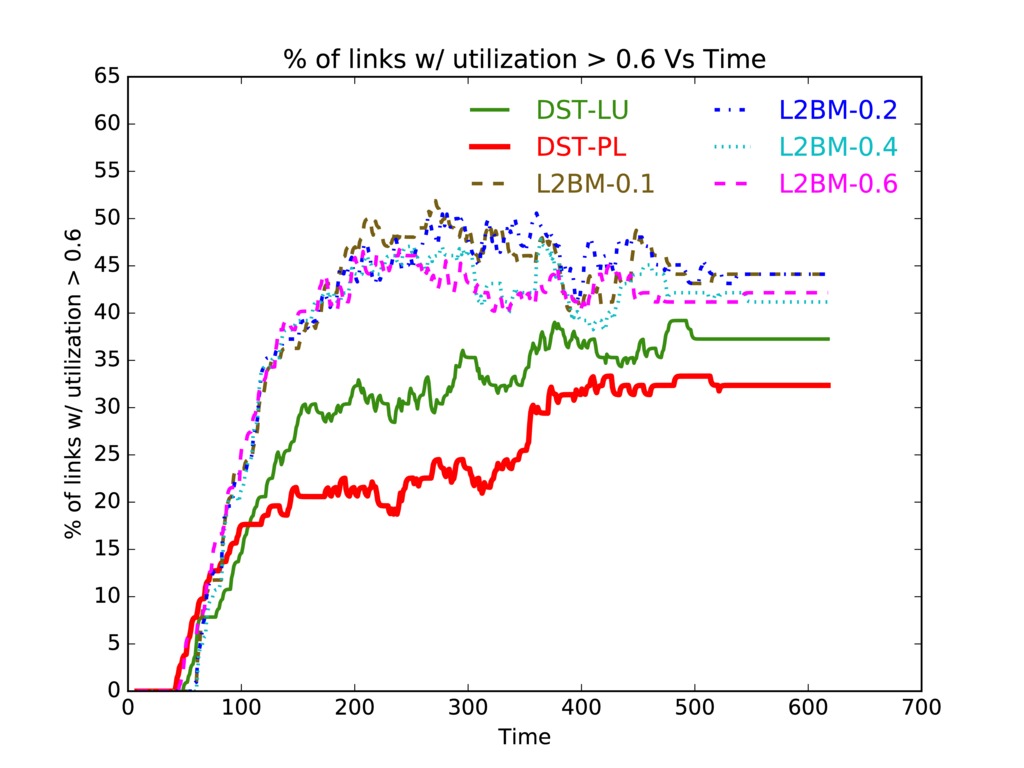 % of links w/ utilization > 0.6 Vs Time
% of links w/ utilization > 0.6
65
60
55
50
45
40
35
30
25
20
15
10
5
0
DST-LU
DST-PL
L2BM-0.1
L2BM-0.2
L2BM-0.4
L2BM-0.6
0 100 200 300 400 500 600 700
Time